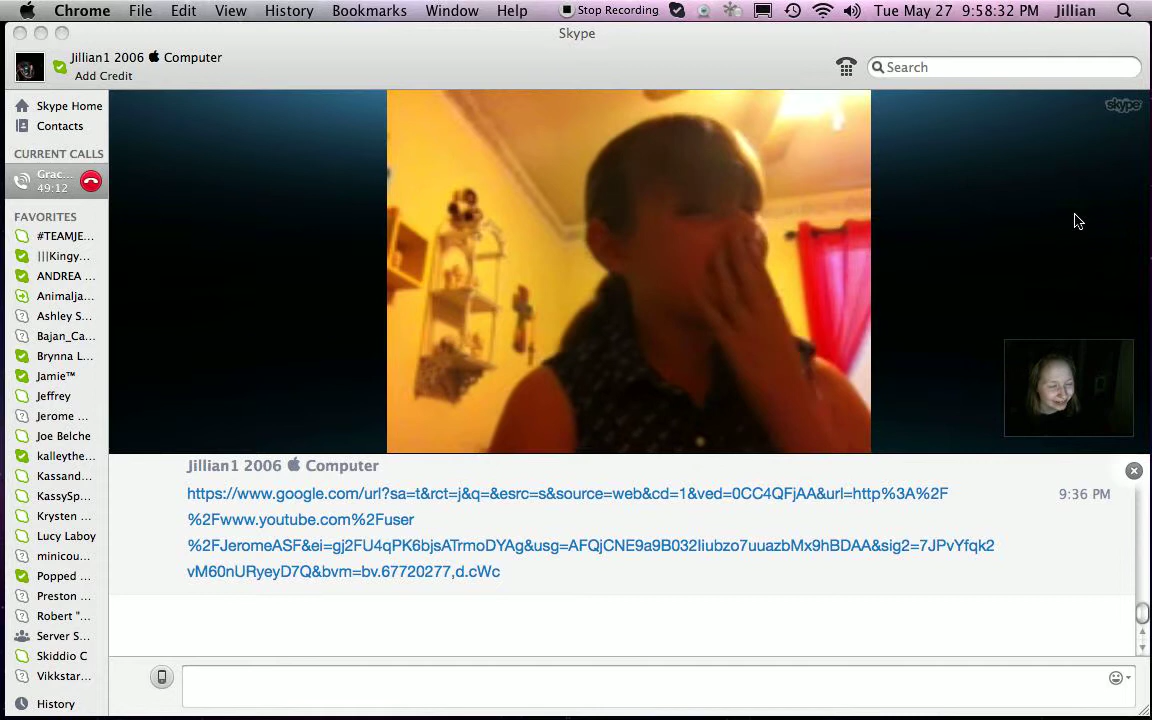 Chrome File Edit View History Bookmarks Window Help Stop Recording Tue May 27 9:58:32 PM Jillian
Skype
Jillian1 2006 Computer
Add Credit
Search
Skype Home
Contacts
CURRENT CALLS
Grac...
49:12
FAVORITES
#TEAMJE...
|||Kingy...
ANDREA ...
Animalja...
Ashley S...
Bajan_Ca...
Brynna L...
Jamie™
Jeffrey
Jerome ...
Joe Belche
kalleythe...
Kassand...
KassySp...
Krysten ...
Lucy Laboy
minicou...
Popped ...
Preston ...
Robert "...
Server S...
Skiddio C
Vikkstar...
History
skype
Jillian1 2006 Computer
https://www.google.com/url?sa=t&rct=j&q=&esrc=s&source=web&cd=1&ved=0CC4QFjAA&url=http%3A%2F 9:36 PM
%2Fwww.youtube.com%2Fuser
%2FJeromeASF&ei=gj2FU4qPK6bjsATrmoDYAg&usg=AFQjCNE9a9B032Iiubzo7uuazbMx9hBDAA&sig2=7JPvYfqk2
vM60nURyeyD7Q&bvm=bv.67720277,d.cWc